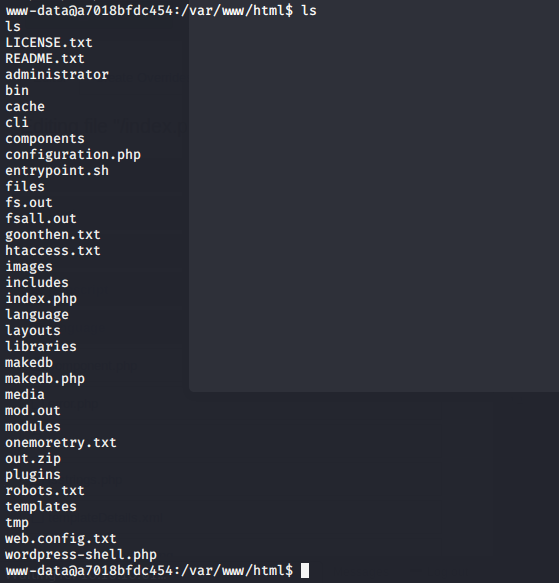 www-data@a7018bfdc454:/var/www/html$ ls
ls
LICENSE.txt
README.txt
administrator
bin
cache
cli
components
configuration.php
entrypoint.sh
files
fs.out
fsall.out
goonthen.txt
htaccess.txt
images
includes
index.php
language
layouts
libraries
makedb
makedb.php
media
mod.out
modules
onemoretry.txt
out.zip
plugins
robots.txt
templates
tmp
web.config.txt
wordpress-shell.php
www-data@a7018bfdc454:/var/www/html$